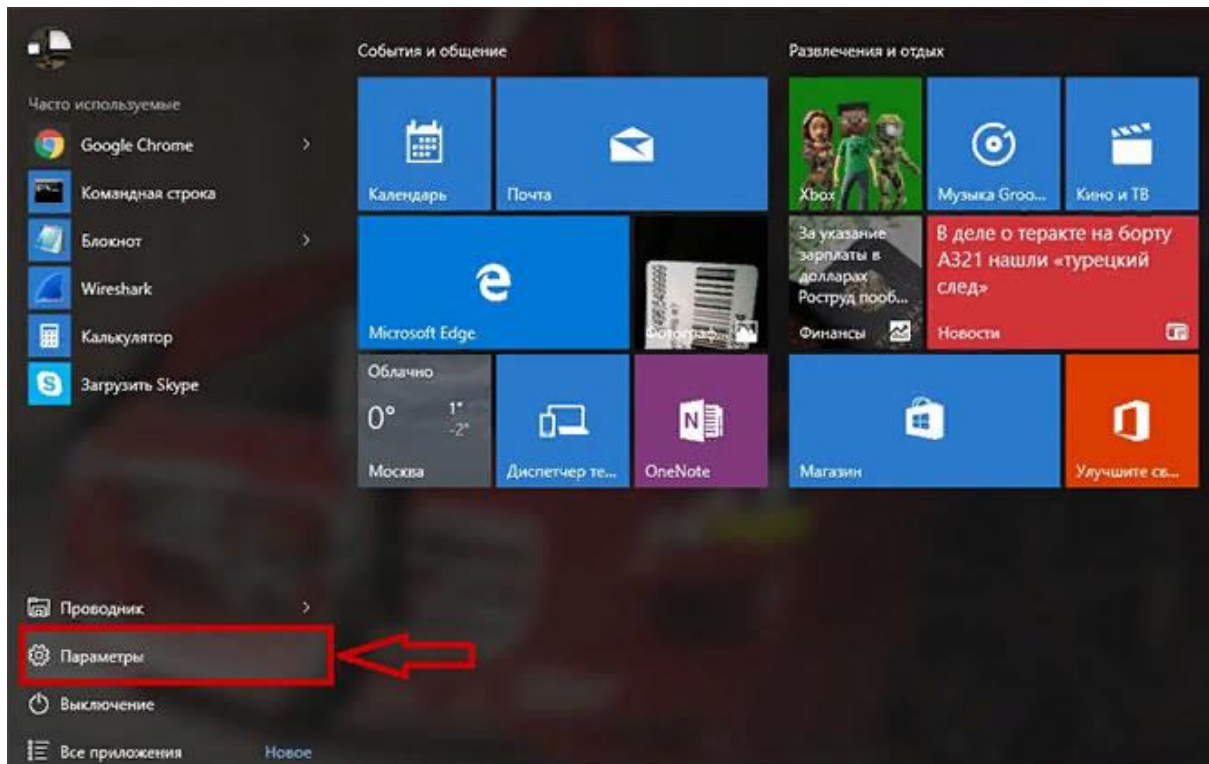 Часто используемые
Google Chrome
Командная строка
Блокнот
Wireshark
Калькулятор
Загрузить Skype
Проводник
Параметры
Выключение
Все приложения Новое
События и общение
Календарь
Почта
Microsoft Edge
Фотограф...
Облачно
0° 1°
-2°
Москва
Диспетчер те...
OneNote
Развлечения и отдых
Xbox
Музыка Groo...
Кино и ТВ
За указание
зарплаты в
долларах
Роструд пооб...
Финансы
В деле о теракте на борту
А321 нашли «турецкий
след»
Новости
Магазин
Улучшите св...